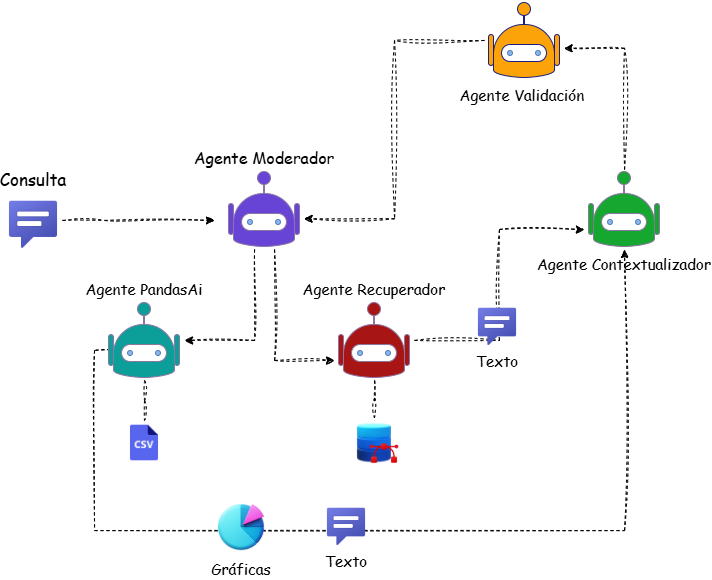 Agente Validación
Agente Moderador
Consulta
Agente Contextualizador
Agente PandasAi
Agente Recuperador
Texto
CSV
Gráficas
Texto